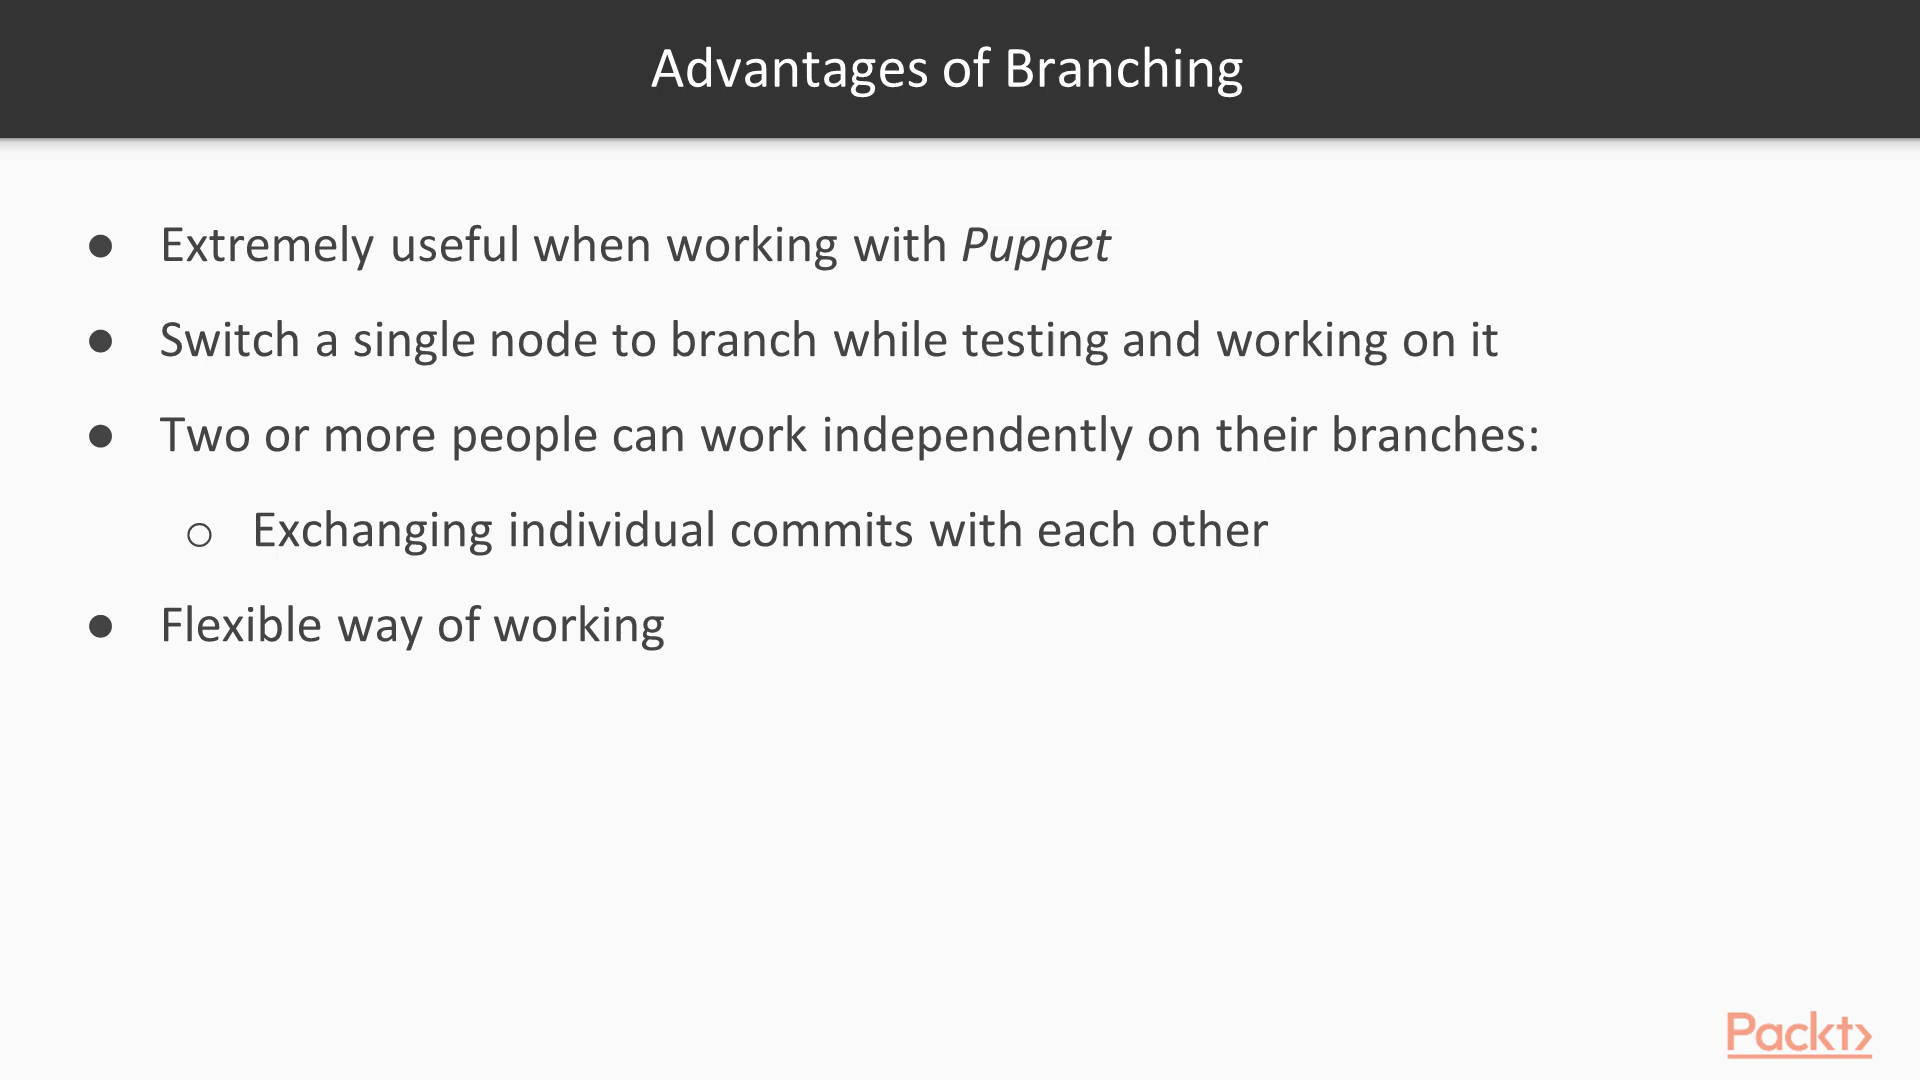 Advantages of Branching
● Extremely useful when working with Puppet
● Switch a single node to branch while testing and working on it
● Two or more people can work independently on their branches:
○ Exchanging individual commits with each other
● Flexible way of working
Packt>